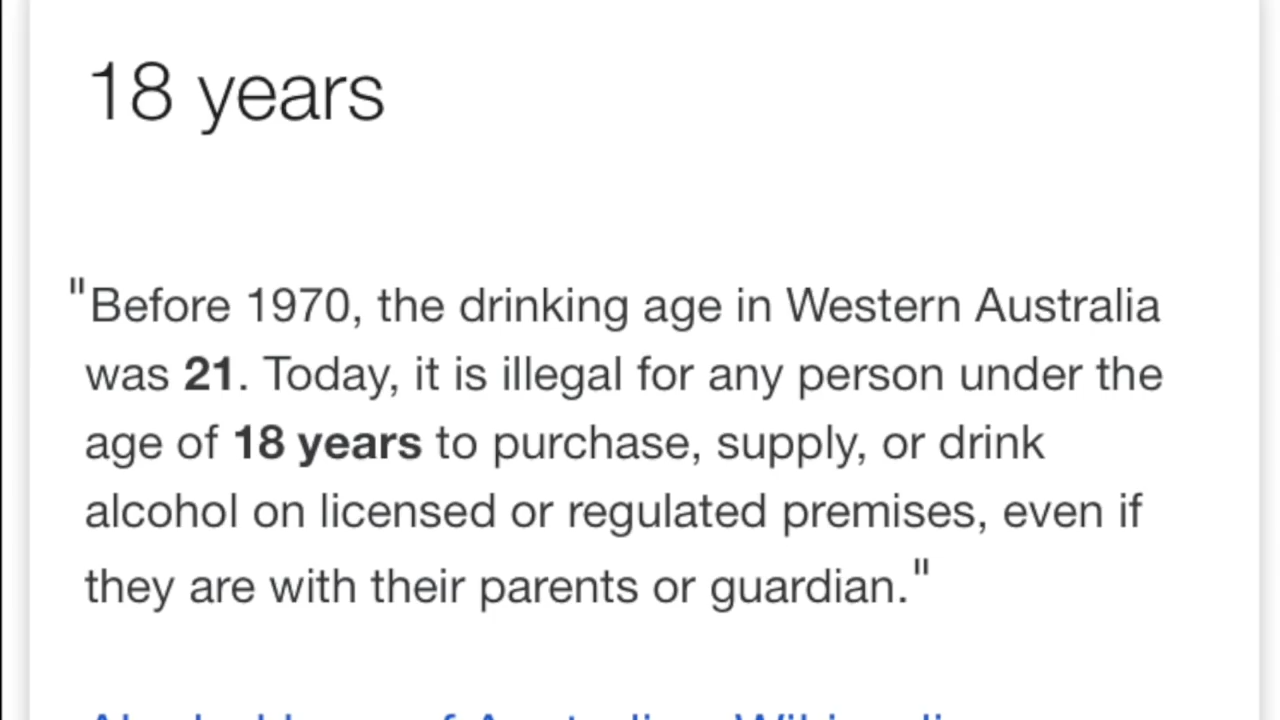 18 years
"Before 1970, the drinking age in Western Australia
was 21. Today, it is illegal for any person under the
age of 18 years to purchase, supply, or drink
alcohol on licensed or regulated premises, even if
they are with their parents or guardian."